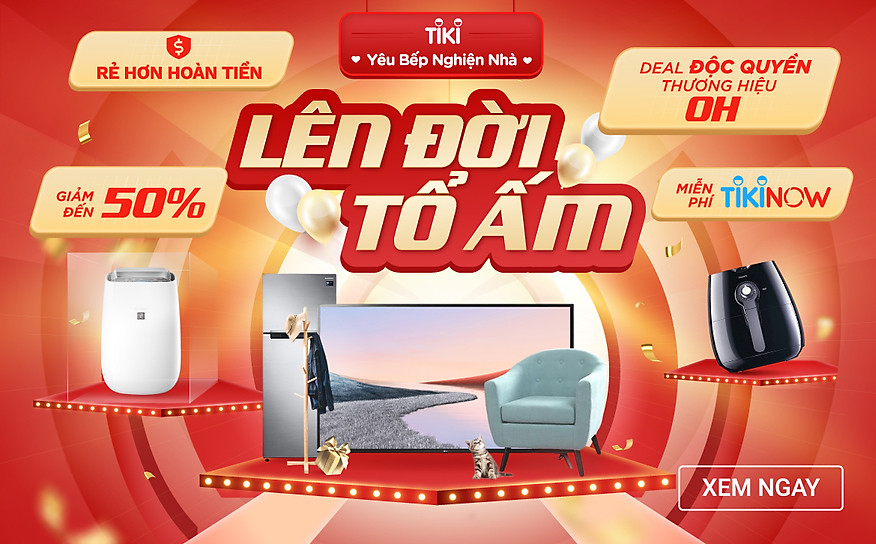 TIKI
Yêu Bếp Nghiện Nhà
RẺ HƠN HOÀN TIỀN
DEAL ĐỘC QUYỀN
THƯƠNG HIỆU
OH
LÊN ĐỜI
TỔ ẤM
GIẢM
ĐẾN 50%
MIỄN
PHÍ TIKINOW
XEM NGAY